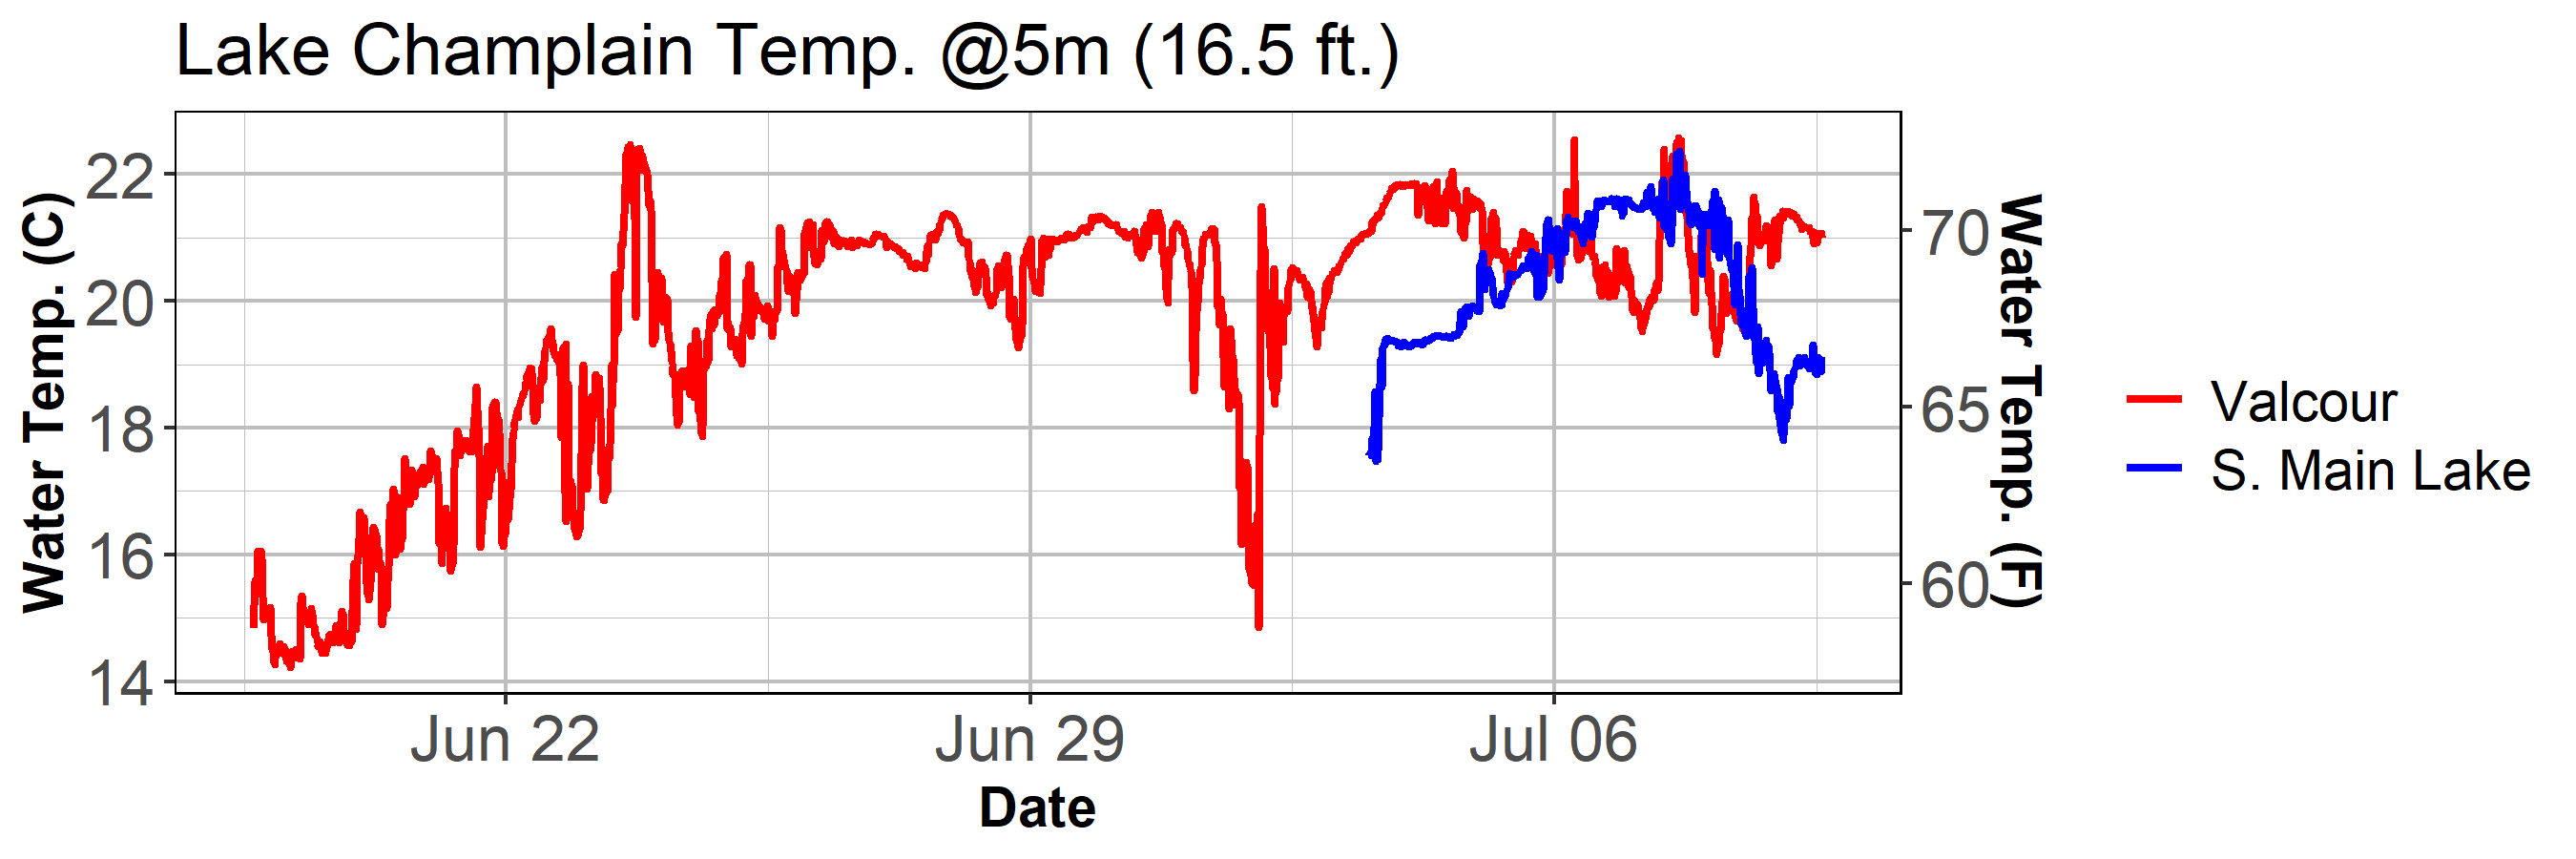 Lake Champlain Temp. @5m (16.5 ft.)
Water Temp. (C)
22
20
18
16
14
70
65
60
Water Temp. (F)
Jun 22
Jun 29
Jul 06
Date
Valcour
S. Main Lake